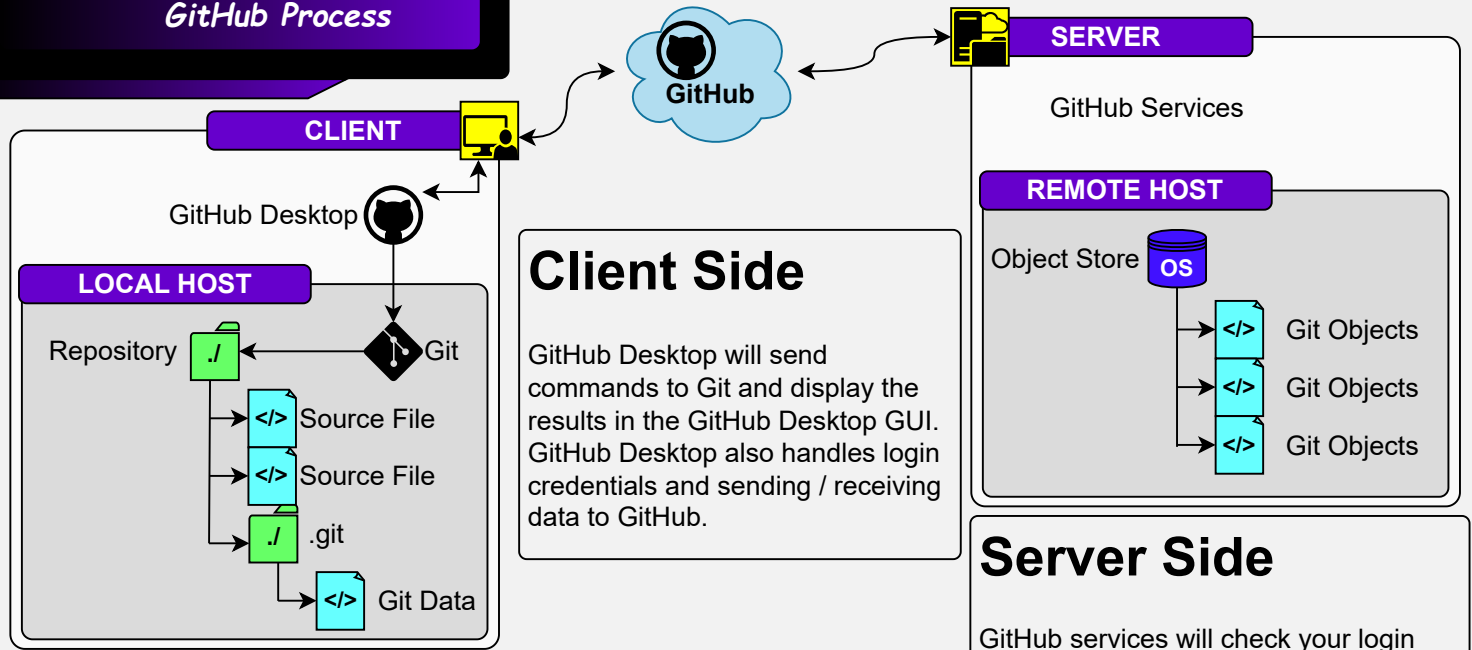 GitHub Process
GitHub
SERVER
GitHub Services
CLIENT
GitHub Desktop
LOCAL HOST
Repository
./
Git
</>
Source File
</>
Source File
./
.git
</>
Git Data
Client Side
GitHub Desktop will send
commands to Git and display the
results in the GitHub Desktop GUI.
GitHub Desktop also handles login
credentials and sending / receiving
data to GitHub.
REMOTE HOST
Object Store
OS
</>
Git Objects
</>
Git Objects
</>
Git Objects
Server Side
GitHub services will check your login